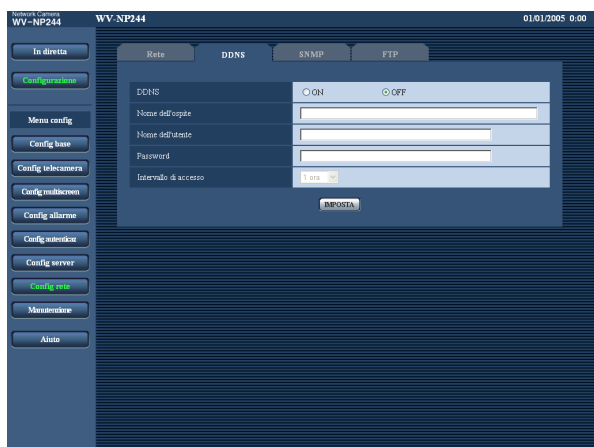 Network Camera
WV-NP244
WV-NP244 01/01/2005 0:00
In diretta
Configurazione
Menu config
Config base
Config telecamera
Config multiscreen
Config allarme
Config autenticaz
Config server
Config rete
Manutenzione
Aiuto
Rete DDNS SNMP FTP
DDNS ON OFF
Nome dell'ospite
Nome dell'utente
Password
Intervallo di accesso 1 ora
IMPOSTA